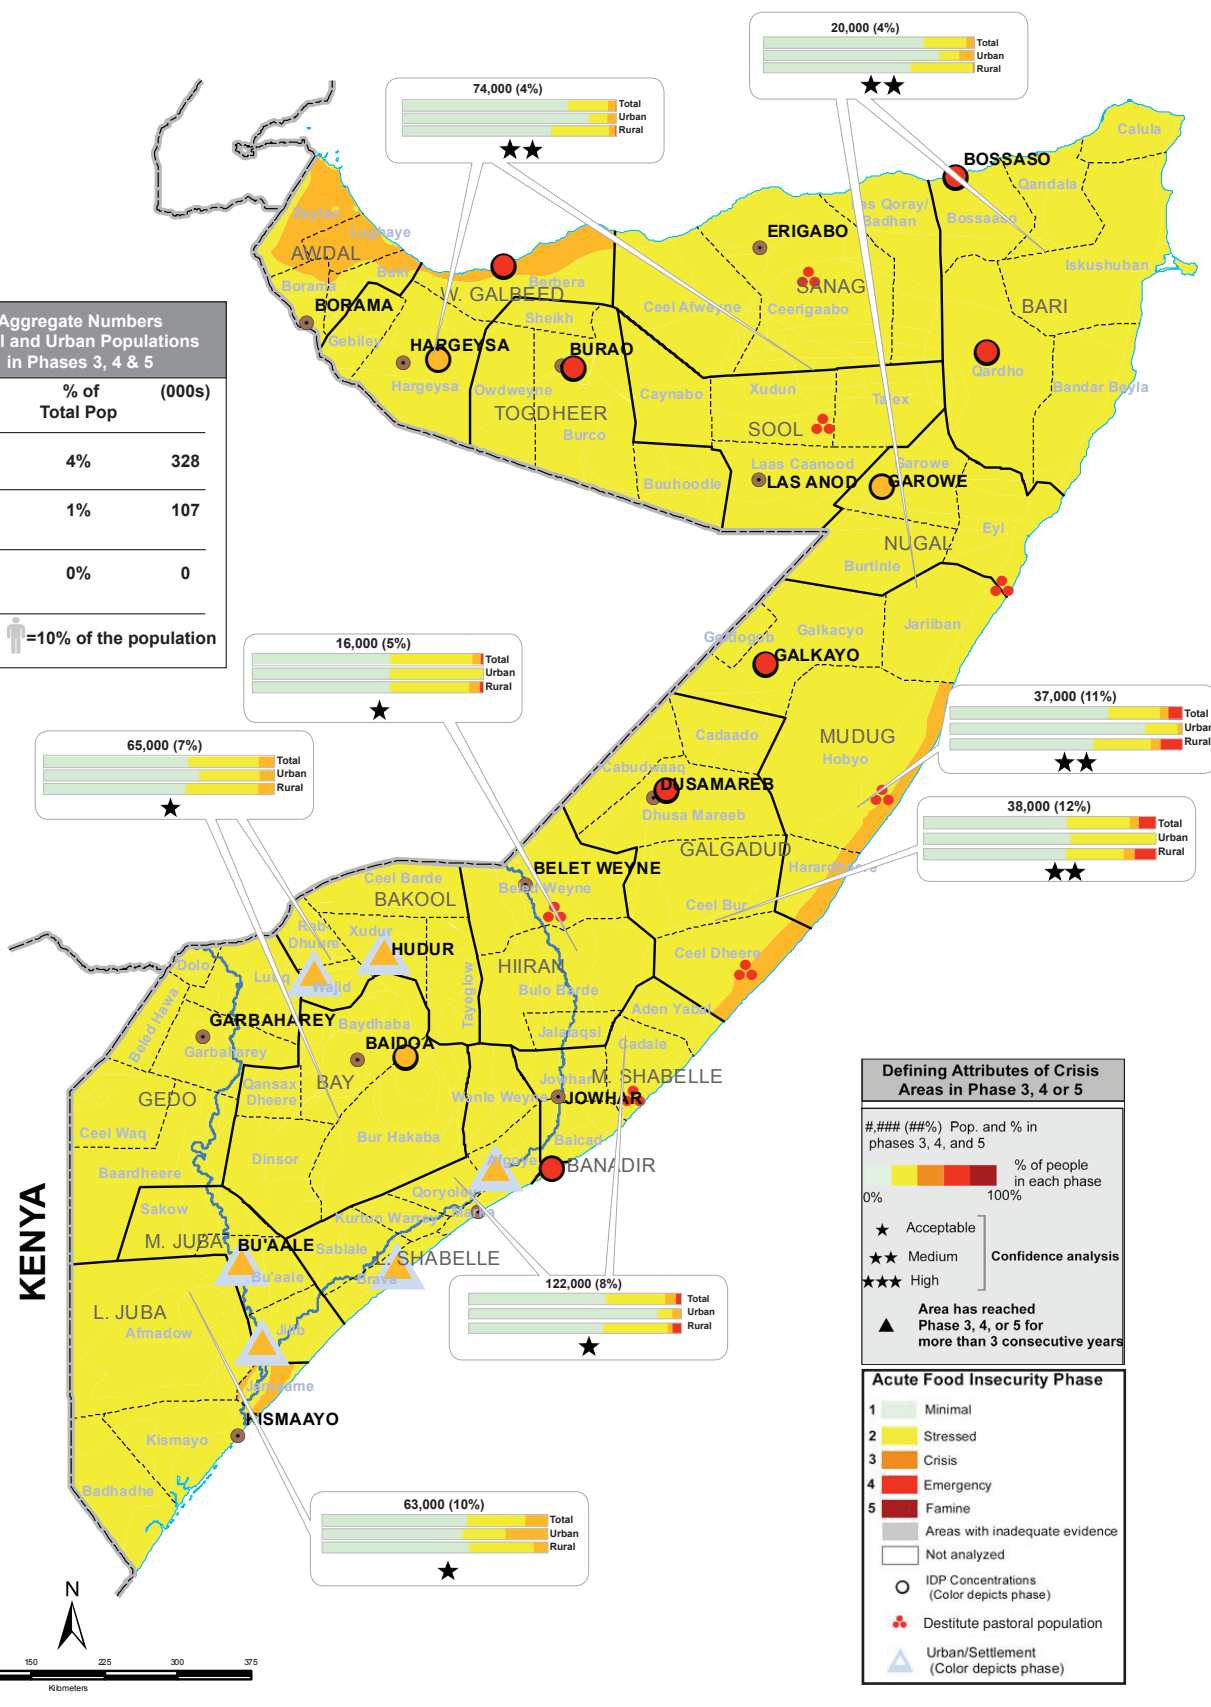 20,000 (4%)
Total
Urban
Rural
★★
74,000 (4%)
Total
Urban
Rural
★★
Calula
BOSSASO
Qandala
Bossaaso
Las Qoray/
Badhan
Iskushuban
BARI
ERIGABO
SANAG
Ceerigaabo
Ceel Afweyne
Zeylac
Lughaye
AWDAL
Baki
Borama
BORAMA
Berbera
W. GALBEED
Sheikh
Gebiley
HARGEYSA
Hargeysa
BURAO
Owdweyne
TOGDHEER
Burco
Caynabo
Xudun
Talex
SOOL
Qardho
Bandar Beyla
Laas Caanood
LAS ANOD
Buuhoodle
Garowe
GAROWE
Eyl
NUGAL
Burtinle
Aggregate Numbers
l and Urban Populations
in Phases 3, 4 & 5
% of
Total Pop
(000s)
4% 328
1% 107
0% 0
=10% of the population
Goldogob
Galkacyo
Jariiban
GALKAYO
16,000 (5%)
Total
Urban
Rural
★
37,000 (11%)
Total
Urban
Rural
★★
65,000 (7%)
Total
Urban
Rural
★
MUDUG
Hobyo
Cadaado
Cabudwaaq
DUSAMAREB
Dhusa Mareeb
38,000 (12%)
Total
Urban
Rural
★★
GALGADUD
Harardheere
BELET WEYNE
Beled Weyne
Ceel Bur
Ceel Barde
BAKOOL
Rab-
Dhuure
Xudur
HUDUR
Ceel Dheere
HIIRAN
Bulo Barde
Dolo
Luuq
Wajid
Tayeglow
Aden Yabal
Beled Hawa
GARBAHAREY
Garbaharey
Baydhaba
BAIDOA
Jalalaqsi
Cadale
BAY
Qansax
Dheere
GEDO
Ceel Waq
Jowhar
M. SHABELLE
Wanle Weyne
JOWHAR
Bur Hakaba
Balcad
Dinsor
Baardheere
Afgoye
BANADIR
Qoryoley
Marka
Sakow
Kurtun Warrey
M. JUBA
BU'AALE
Bu'aale
Sablale
L. SHABELLE
Brava
KENYA
L. JUBA
Afmadow
Jilib
122,000 (8%)
Total
Urban
Rural
★
Jamaame
KISMAAYO
Kismayo
Badhadhe
63,000 (10%)
Total
Urban
Rural
★
Defining Attributes of Crisis
Areas in Phase 3, 4 or 5
#,### (##%) Pop. and % in
phases 3, 4, and 5
% of people
in each phase
0% 100%
★ Acceptable
★★ Medium
★★★ High
Confidence analysis
Area has reached
Phase 3, 4, or 5 for
more than 3 consecutive years
Acute Food Insecurity Phase
1 Minimal
2 Stressed
3 Crisis
4 Emergency
5 Famine
Areas with inadequate evidence
Not analyzed
IDP Concentrations
(Color depicts phase)
Destitute pastoral population
Urban/Settlement
(Color depicts phase)
N
150 225 300 375
Kilometers